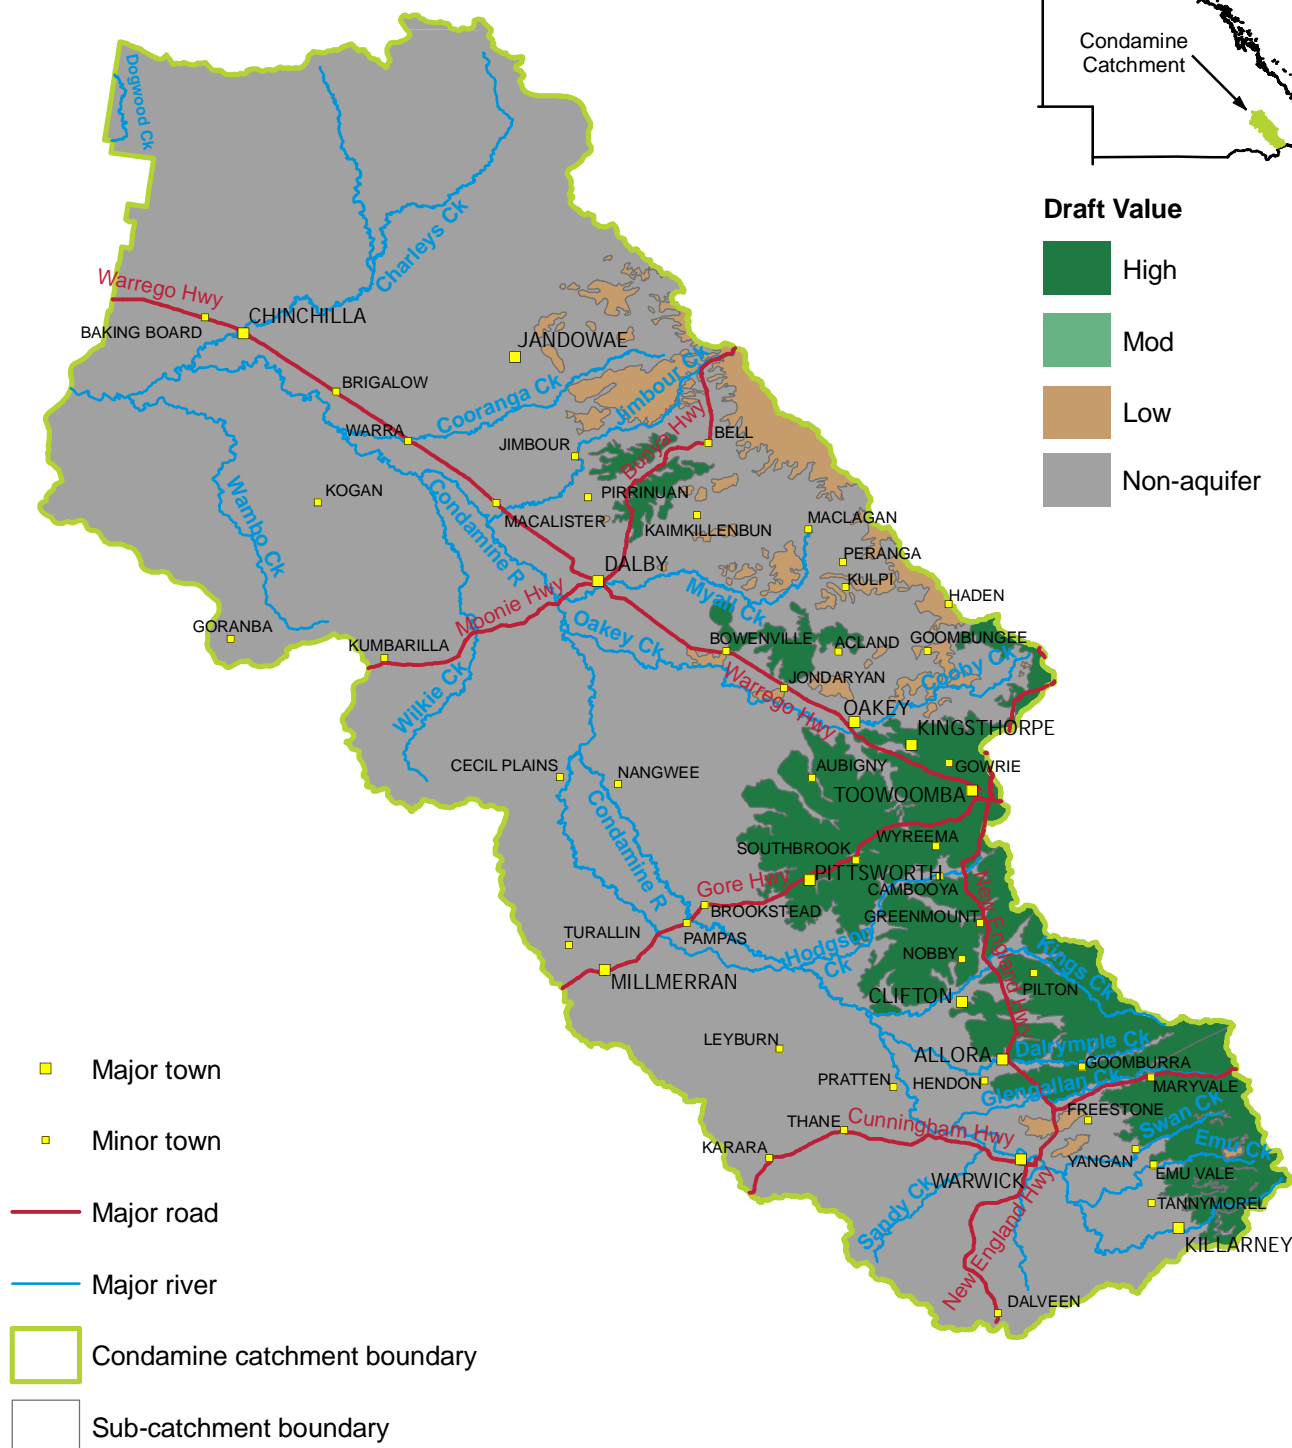 Condamine
Catchment
Draft Value
High
Mod
Low
Non-aquifer
Dogwood Ck
Charleys Ck
Warrego Hwy
CHINCHILLA
BAKING BOARD
JANDOWAE
BRIGALOW
Cooranga Ck
Jimbour Ck
WARRA
JIMBOUR
Bunya Hwy
BELL
KOGAN
Wambo Ck
Condamine R
PIRRINUAN
MACALISTER
KAIMKILLENBUN
MACLAGAN
PERANGA
DALBY
KULPI
Myall Ck
HADEN
Moonie Hwy
GORANBA
KUMBARILLA
Oakey Ck
BOWENVILLE
ACLAND
GOOMBUNGEE
Cooby Ck
JONDARYAN
Wilkie Ck
Warrego Hwy
OAKEY
KINGSTHORPE
CECIL PLAINS
NANGWEE
AUBIGNY
GOWRIE
TOOWOOMBA
Condamine R
WYREEMA
SOUTHBROOK
PITTSWORTH
Gore Hwy
CAMBOOYA
BROOKSTEAD
GREENMOUNT
New England Hwy
TURALLIN
PAMPAS
Hodgson
Ck
NOBBY
Kings Ck
MILLMERRAN
PILTON
CLIFTON
LEYBURN
ALLORA
Dalrymple Ck
GOOMBURRA
PRATTEN
HENDON
Glengallan Ck
MARYVALE
THANE
Cunningham Hwy
FREESTONE
Swan Ck
Emu Ck
KARARA
YANGAN
EMU VALE
WARWICK
Sandy Ck
TANNYMOREL
New England Hwy
KILLARNEY
DALVEEN
Major town
Minor town
Major road
Major river
Condamine catchment boundary
Sub-catchment boundary